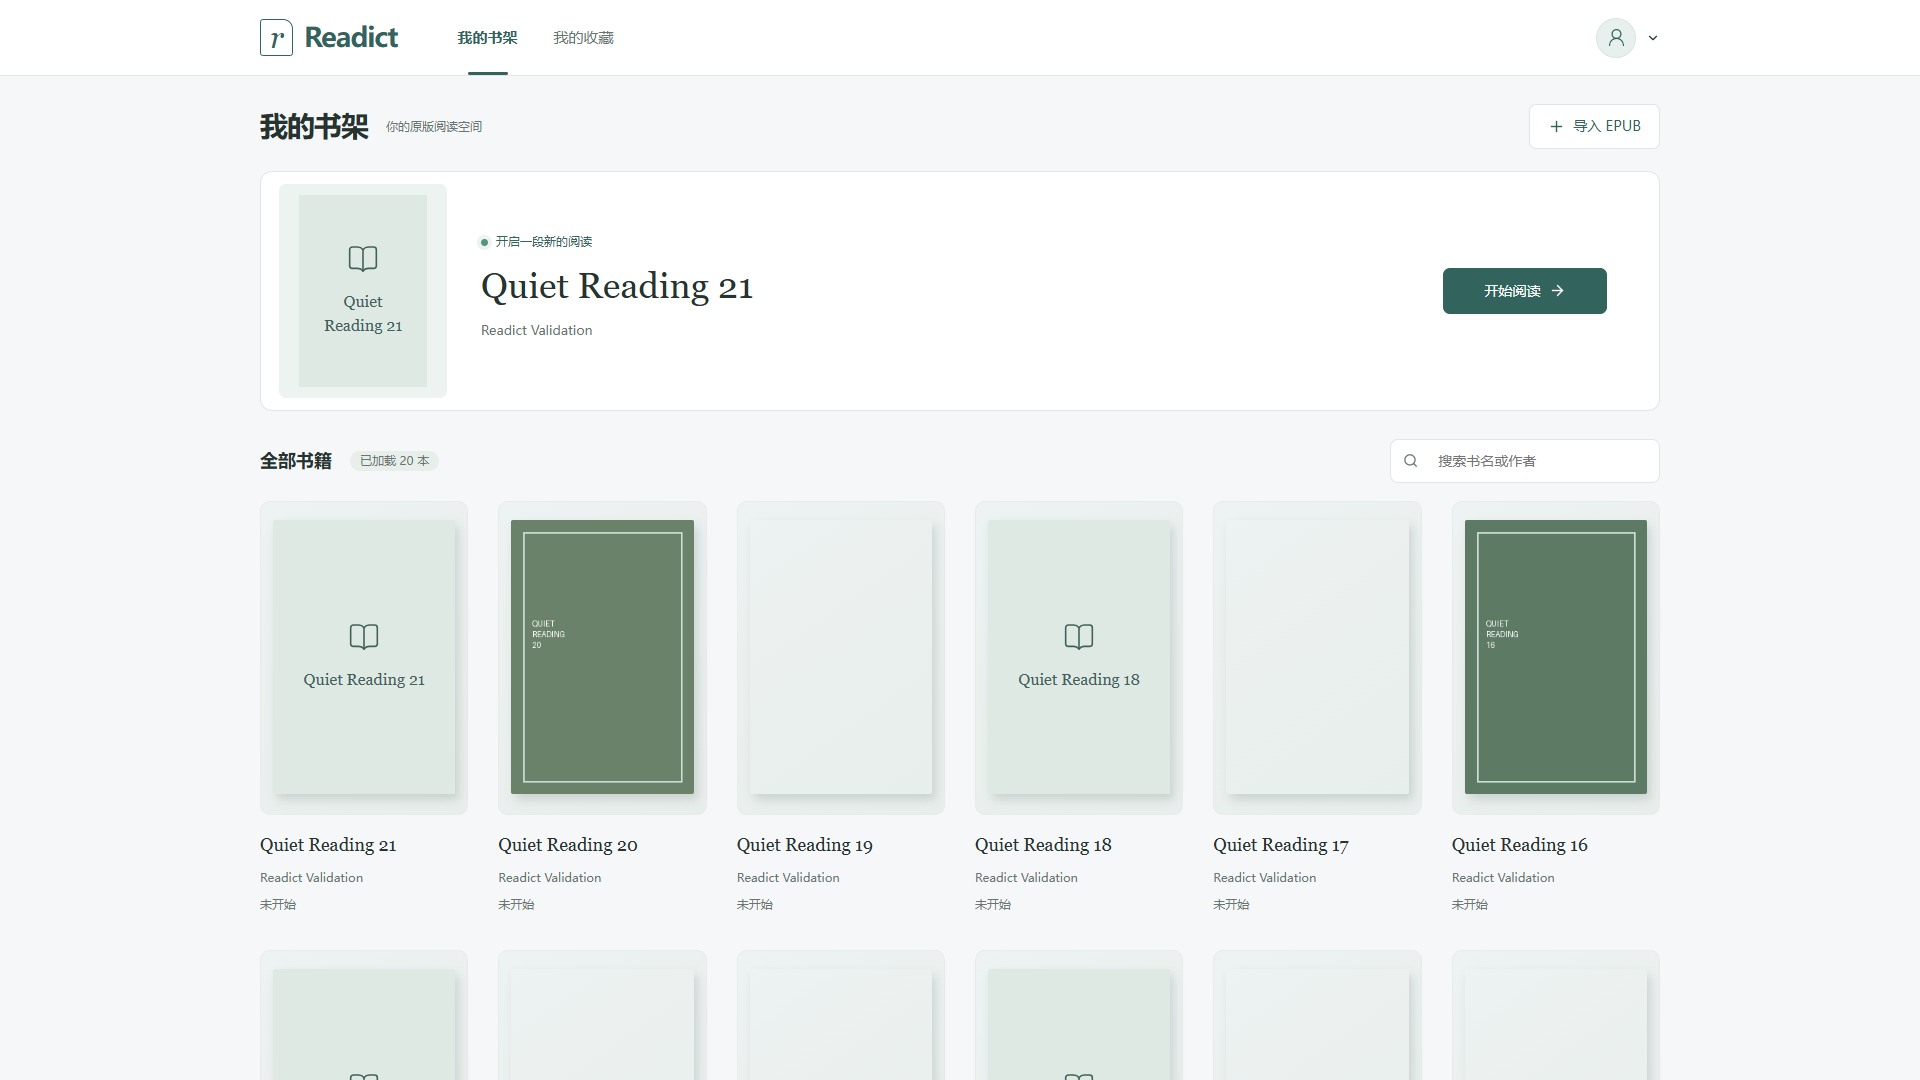 r Readict
我的书架
我的收藏
我的书架
你的原版阅读空间
导入 EPUB
Quiet
Reading 21
开启一段新的阅读
Quiet Reading 21
Readict Validation
开始阅读
全部书籍
已加载 20 本
搜索书名或作者
Quiet Reading 21
QUIET
READING
20
Quiet Reading 18
QUIET
READING
16
Quiet Reading 21
Readict Validation
未开始
Quiet Reading 20
Readict Validation
未开始
Quiet Reading 19
Readict Validation
未开始
Quiet Reading 18
Readict Validation
未开始
Quiet Reading 17
Readict Validation
未开始
Quiet Reading 16
Readict Validation
未开始